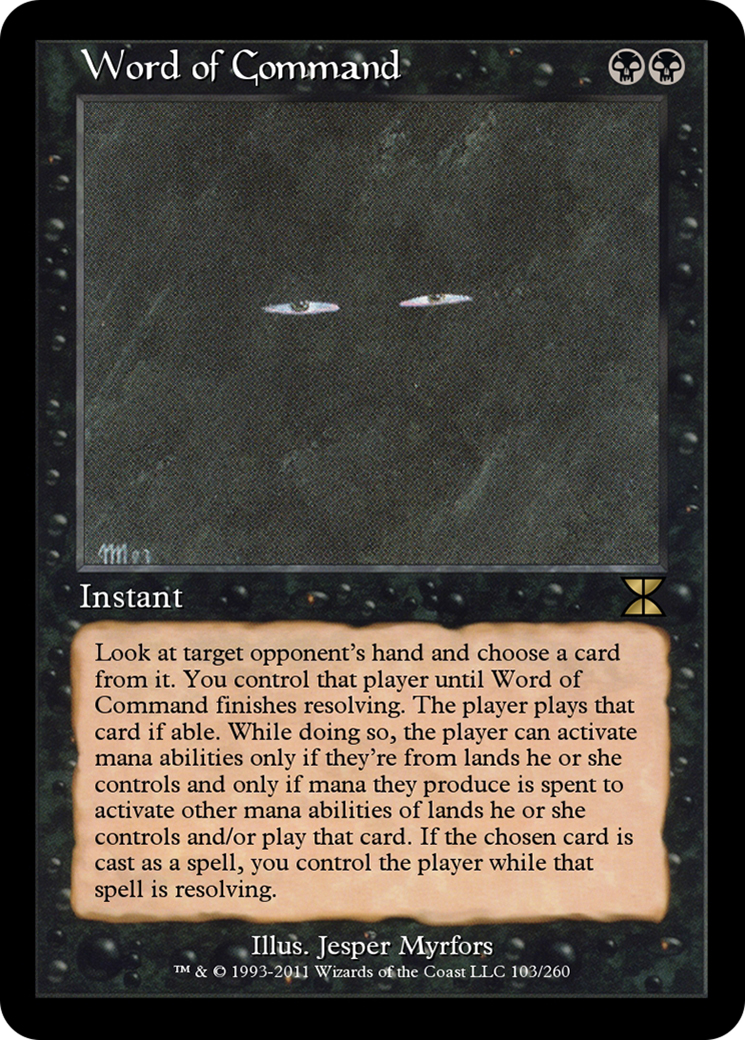 Word of Command
Instant
Look at target opponent's hand and choose a card
from it. You control that player until Word of
Command finishes resolving. The player plays that
card if able. While doing so, the player can activate
mana abilities only if they're from lands he or she
controls and only if mana they produce is spent to
activate other mana abilities of lands he or she
controls and/or play that card. If the chosen card is
cast as a spell, you control the player while that
spell is resolving.
Illus. Jesper Myrfors
™ & © 1993-2011 Wizards of the Coast LLC 103/260